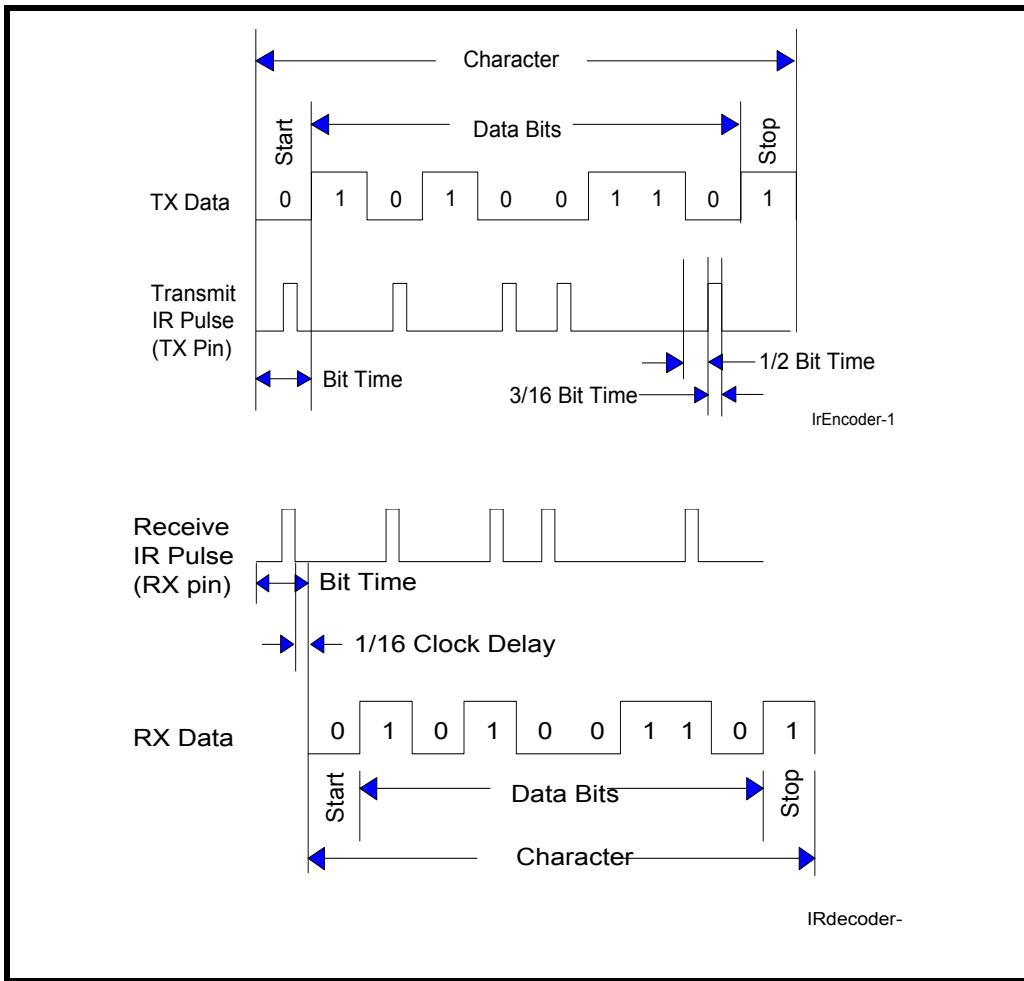 Character
Start
Data Bits
Stop
TX Data
0 1 0 1 0 0 1 1 0 1
Transmit
IR Pulse
(TX Pin)
Bit Time
1/2 Bit Time
3/16 Bit Time
IrEncoder-1
Receive
IR Pulse
(RX pin)
Bit Time
1/16 Clock Delay
RX Data
0 1 0 1 0 0 1 1 0 1
Start
Data Bits
Stop
Character
IRdecoder-